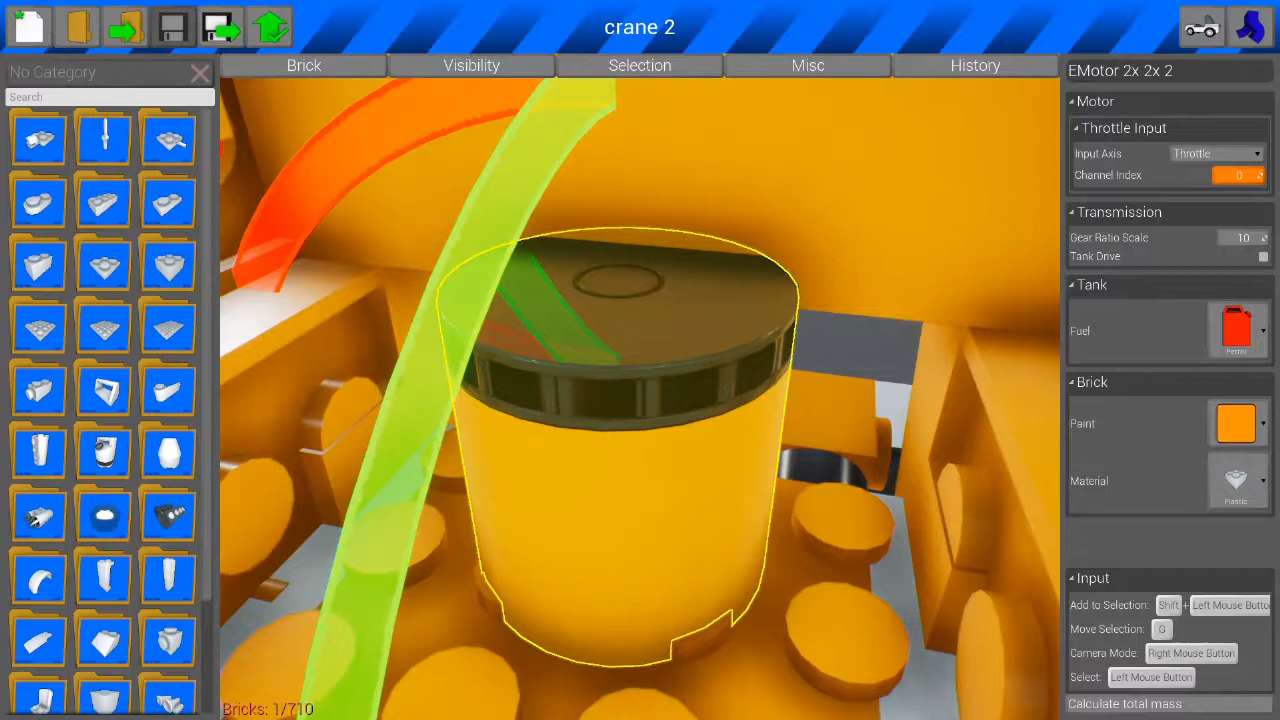 crane 2
No Category
Search
Brick
Visibility
Selection
Misc
History
Bricks: 1/710
EMotor 2x 2x 2
Motor
Throttle Input
Input Axis
Throttle
Channel Index
0
Transmission
Gear Ratio Scale
10
Tank Drive
Tank
Fuel
Petrol
Brick
Paint
Material
Plastic
Input
Add to Selection: Shift + Left Mouse Butto
Move Selection: G
Camera Mode: Right Mouse Button
Select: Left Mouse Button
Calculate total mass